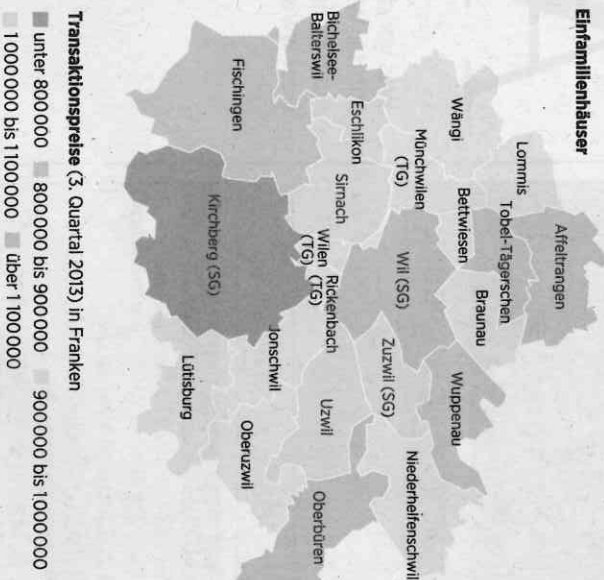 Einfamilienhäuser
Affeltrangen
Lommis
Tobel-Tägerschen
Wängi
Bettwiesen
Braunau
Wuppenau
Münchwilen
(TG)
Bichelsee-
Balterswil
Eschlikon
Wil (SG)
Zuzwil (SG)
Niederhelfenschwil
Sirnach
Fischingen
Wilen
(TG)
Rickenbach
(TG)
Uzwil
Oberbüren
Kirchberg (SG)
Jonschwil
Oberuzwil
Lütisburg
Transaktionspreise (3. Quartal 2013) in Franken
unter 800 000 800 000 bis 900 000 900 000 bis 1.000 000
1 000 000 bis 1 100 000 über 1 100 000